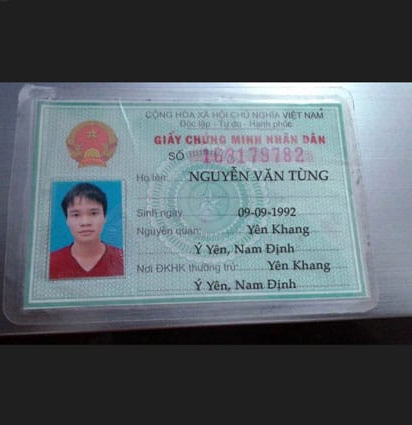 CỘNG HÒA XÃ HỘI CHỦ NGHĨA VIỆT NAM
Độc lập - Tự do - Hạnh phúc
GIẤY CHỨNG MINH NHÂN DÂN
SỐ 163179782
Họ tên: NGUYỄN VĂN TÙNG
Sinh ngày 09-09-1992
Nguyên quán: Yên Khang
Ý Yên, Nam Định
Nơi ĐKHK thường trú: Yên Khang
Ý Yên, Nam Định